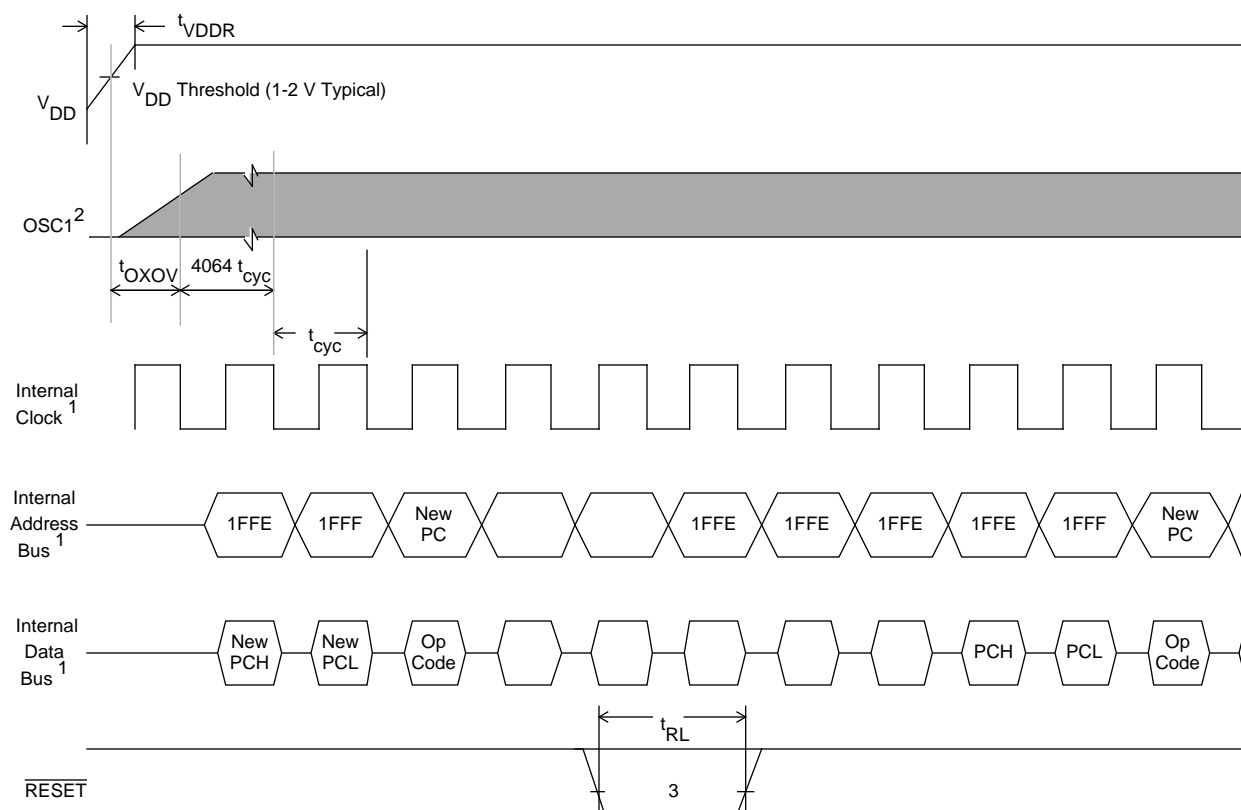 tVDDR
VDD Threshold (1-2 V Typical)
VDD
OSC1 2
tOXOV
4064 tcyc
tcyc
Internal
Clock 1
Internal
Address
Bus 1
1FFE
1FFF
New
PC
1FFE
1FFE
1FFE
1FFE
1FFF
New
PC
Internal
Data
Bus 1
New
PCH
New
PCL
Op
Code
PCH
PCL
Op
Code
tRL
RESET
3